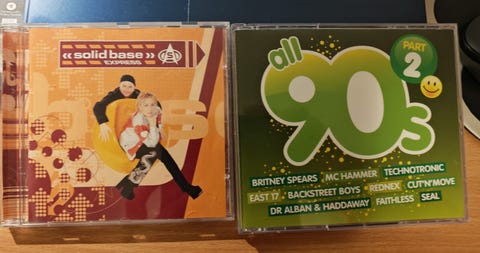 « solid base »
EXPRESS
all
90s
PART
2
BRITNEY SPEARS MC HAMMER TECHNOTRONIC
EAST 17 BACKSTREET BOYS REDNEX CUT'N'MOVE
DR ALBAN & HADDAWAY FAITHLESS SEAL